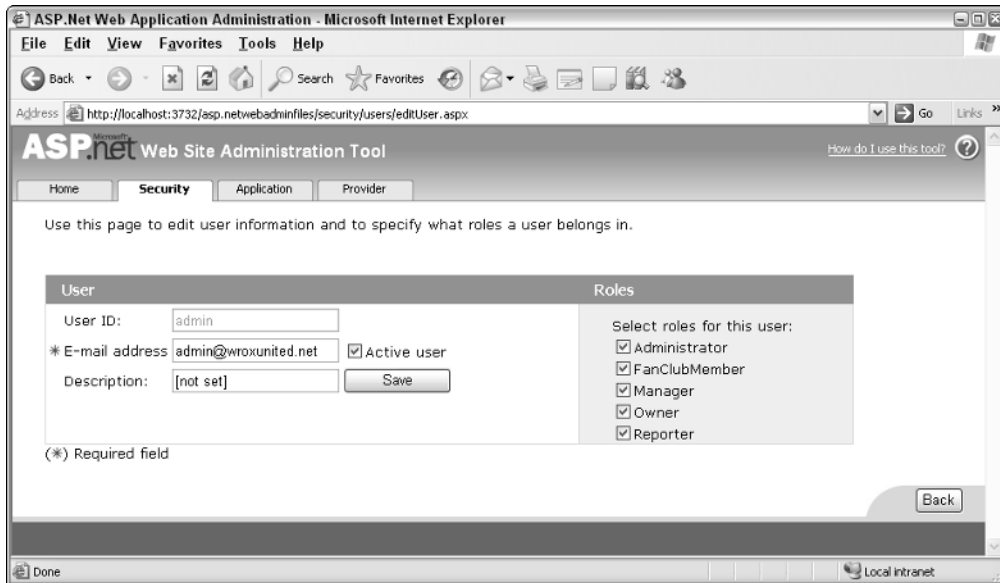 ASP.Net Web Application Administration - Microsoft Internet Explorer
File Edit View Favorites Tools Help
Back Search Favorites
Address http://localhost:3732/asp.netwebadminfiles/security/users/editUser.aspx Go Links »
Microsoft
ASP.net Web Site Administration Tool How do I use this tool? ?
Home Security Application Provider
Use this page to edit user information and to specify what roles a user belongs in.
User Roles
User ID: admin
* E-mail address admin@wroxunited.net Active user
Description: [not set] Save
Select roles for this user:
Administrator
FanClubMember
Manager
Owner
Reporter
(*) Required field
Back
Done Local intranet